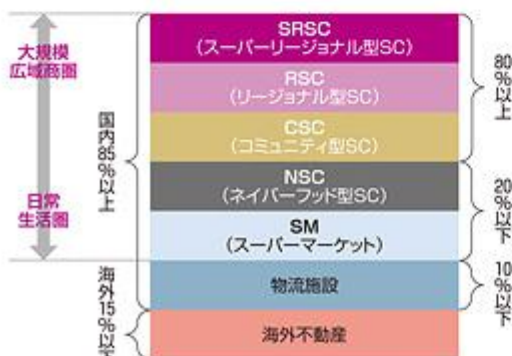 大規模
広域商圏
日常
生活圏
国内85%以上
海外15%以下
SRSC
(スーパーリージョナル型SC)
RSC
(リージョナル型SC)
CSC
(コミュニティ型SC)
NSC
(ネイバーフッド型SC)
SM
(スーパーマーケット)
物流施設
海外不動産
80%以上
20%以下
10%以下